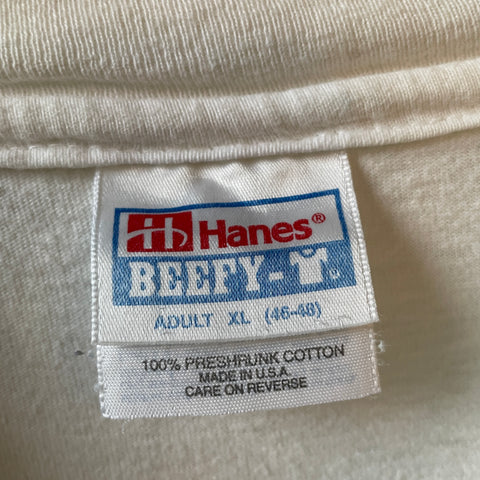 Hanes®
BEEFY-T®
ADULT XL (46-48)
100% PRESHRUNK COTTON
MADE IN U.S.A.
CARE ON REVERSE